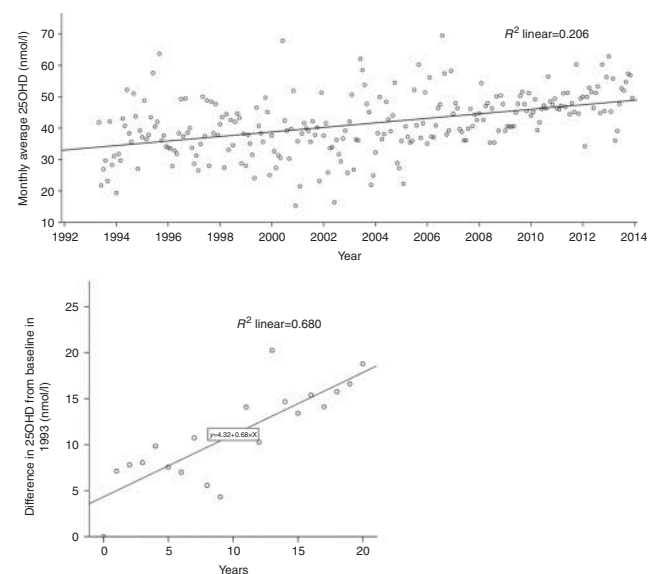 70
60
50
40
30
20
10
Monthly average 25OHD (nmol/l)
R² linear=0.206
1992 1994 1996 1998 2000 2002 2004 2006 2008 2010 2012 2014
Year
25
20
15
10
5
0
Difference in 25OHD from baseline in
1993 (nmol/l)
R² linear=0.680
y=4.32+0.68×X
0 5 10 15 20
Years